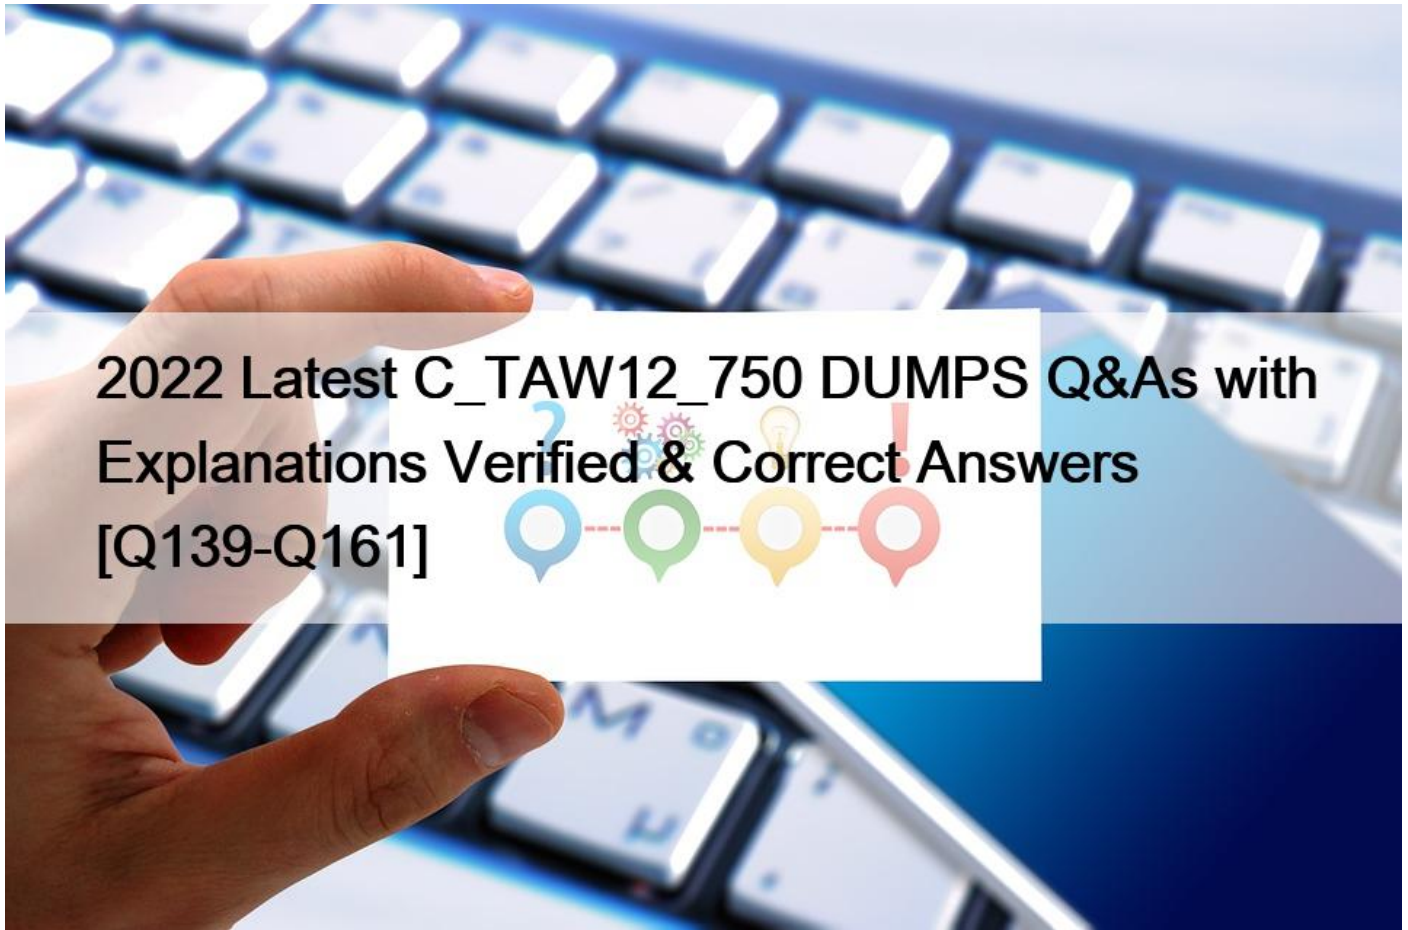 2022 Latest C_TAW12_750 DUMPS Q&As with
Explanations Verified & Correct Answers
[Q139-Q161]
M
µ